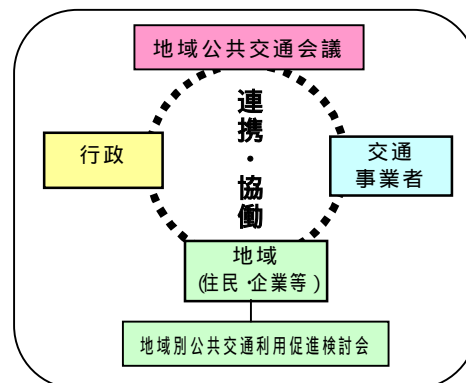 地域公共交通会議
連携・協働
行政
交通
事業者
地域
(住民・企業等)
地域別公共交通利用促進検討会